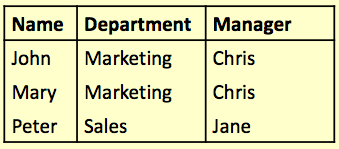 Name Department Manager
John Marketing Chris
Mary Marketing Chris
Peter Sales Jane